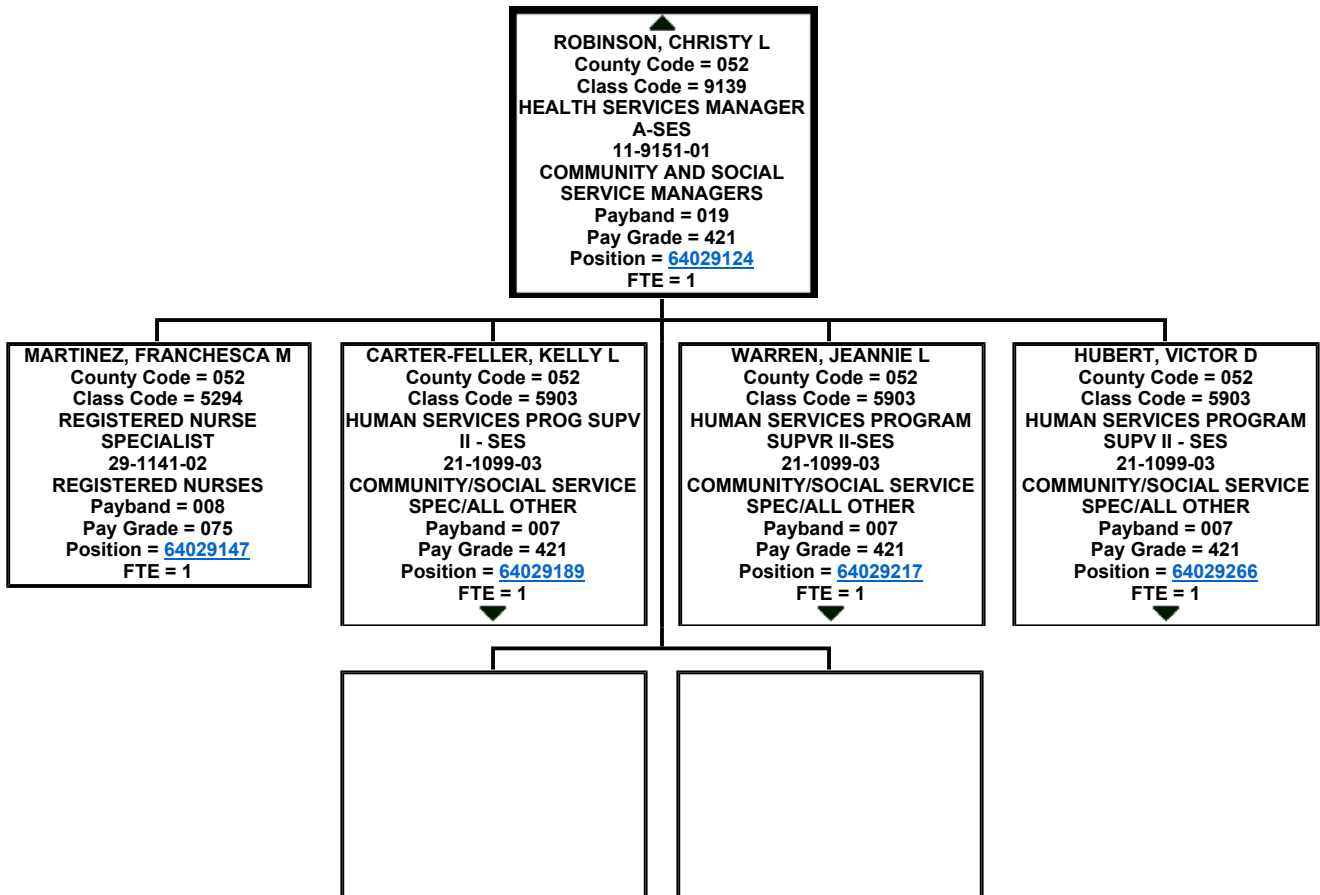 ROBINSON, CHRISTY L
County Code = 052
Class Code = 9139
HEALTH SERVICES MANAGER
A-SES
11-9151-01
COMMUNITY AND SOCIAL
SERVICE MANAGERS
Payband = 019
Pay Grade = 421
Position = 64029124
FTE = 1
MARTINEZ, FRANCHESCA M
County Code = 052
Class Code = 5294
REGISTERED NURSE
SPECIALIST
29-1141-02
REGISTERED NURSES
Payband = 008
Pay Grade = 075
Position = 64029147
FTE = 1
CARTER-FELLER, KELLY L
County Code = 052
Class Code = 5903
HUMAN SERVICES PROG SUPV
II - SES
21-1099-03
COMMUNITY/SOCIAL SERVICE
SPEC/ALL OTHER
Payband = 007
Pay Grade = 421
Position = 64029189
FTE = 1
WARREN, JEANNIE L
County Code = 052
Class Code = 5903
HUMAN SERVICES PROGRAM
SUPVR II-SES
21-1099-03
COMMUNITY/SOCIAL SERVICE
SPEC/ALL OTHER
Payband = 007
Pay Grade = 421
Position = 64029217
FTE = 1
HUBERT, VICTOR D
County Code = 052
Class Code = 5903
HUMAN SERVICES PROGRAM
SUPV II - SES
21-1099-03
COMMUNITY/SOCIAL SERVICE
SPEC/ALL OTHER
Payband = 007
Pay Grade = 421
Position = 64029266
FTE = 1